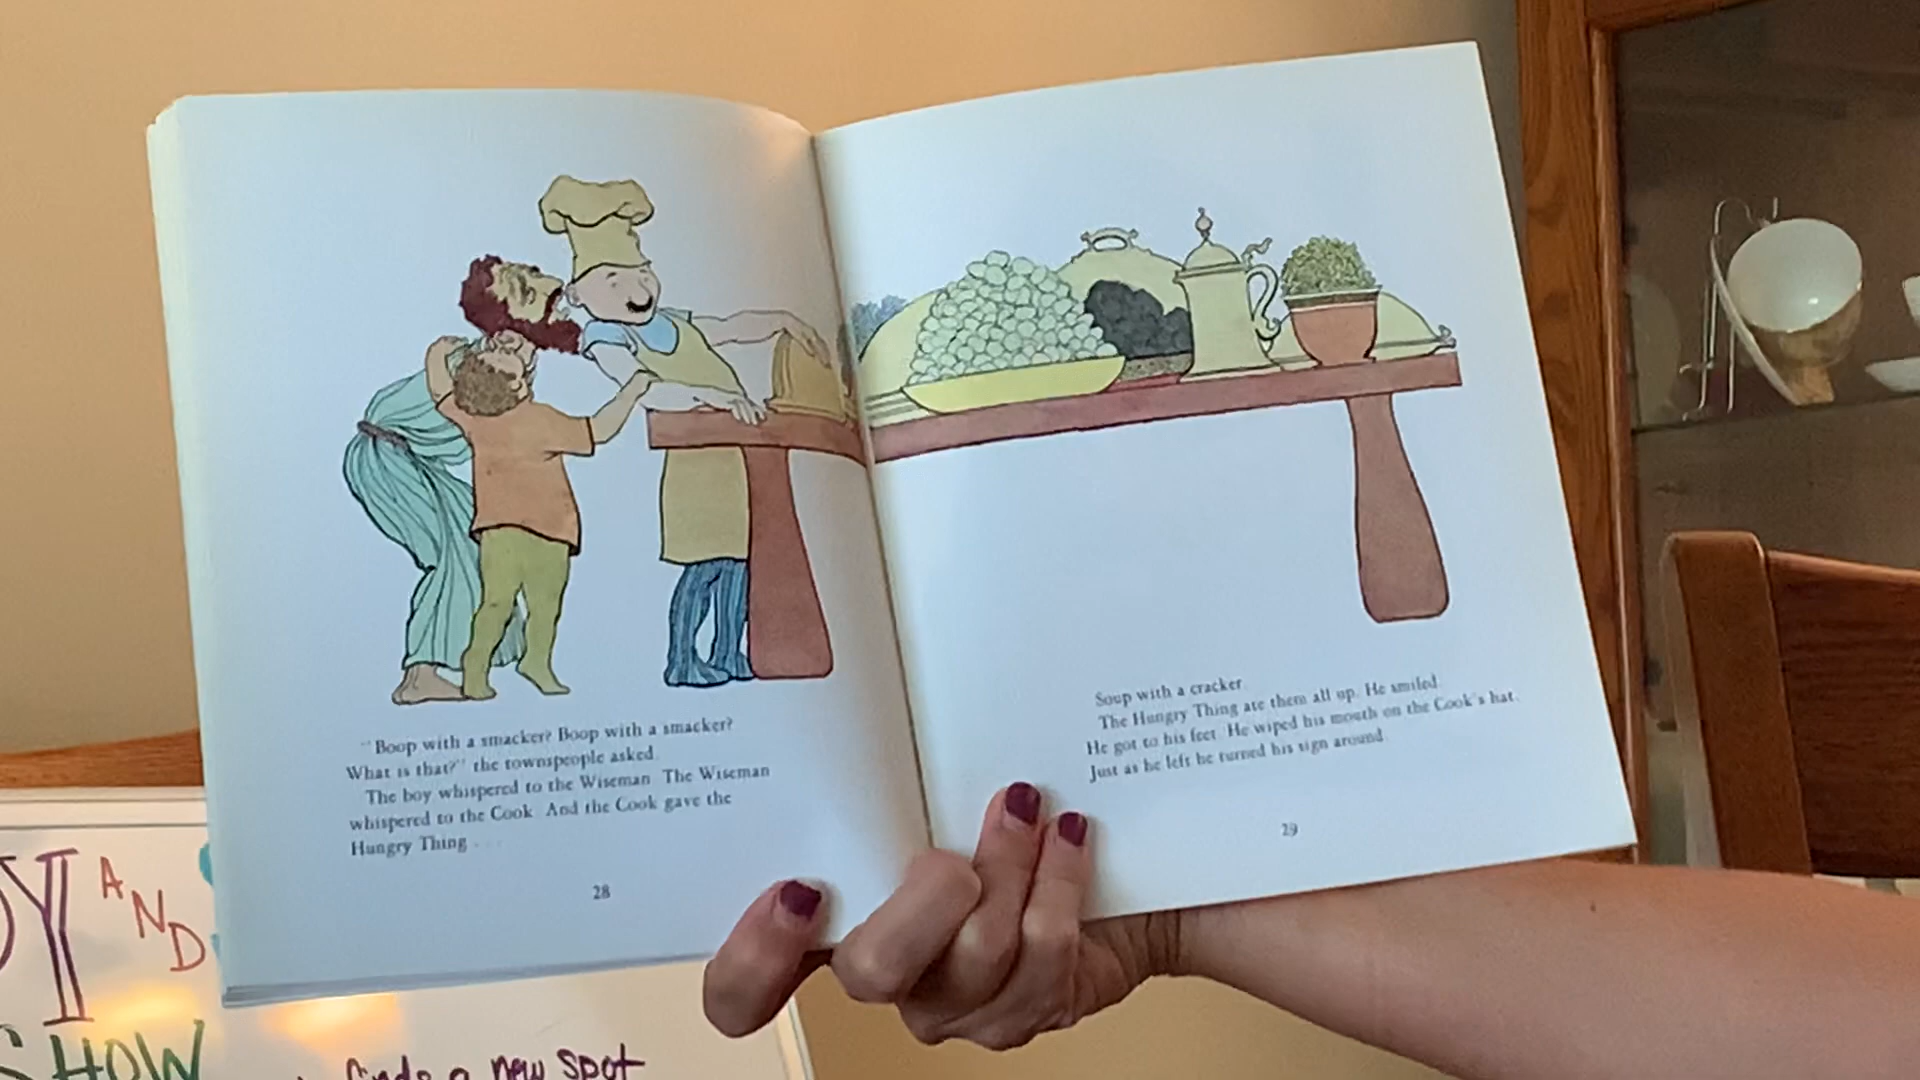 "Boop with a smacker? Boop with a smacker?
What is that?" the townspeople asked.
The boy whispered to the Wiseman. The Wiseman
whispered to the Cook. And the Cook gave the
Hungry Thing . . .
28
Soup with a cracker.
The Hungry Thing ate them all up. He smiled.
He got to his feet. He wiped his mouth on the Cook's hat.
Just as he left he turned his sign around.
29
AND
SHOW
a new spot